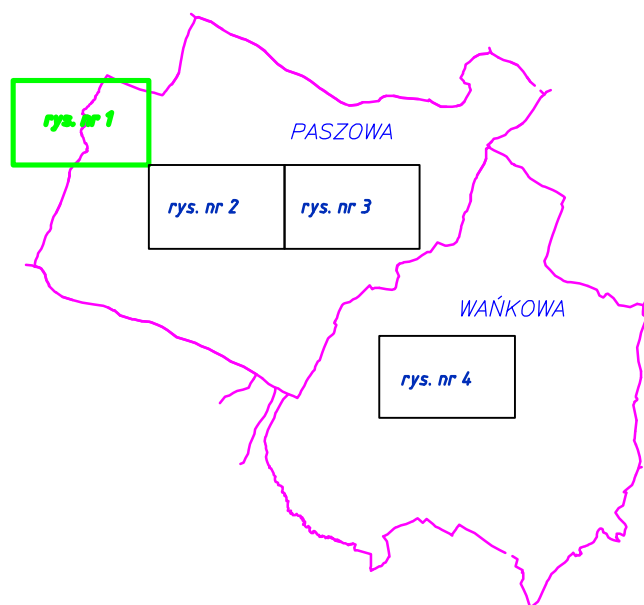 rys. nr 1
PASZOWA
rys. nr 2
rys. nr 3
WAŃKOWA
rys. nr 4